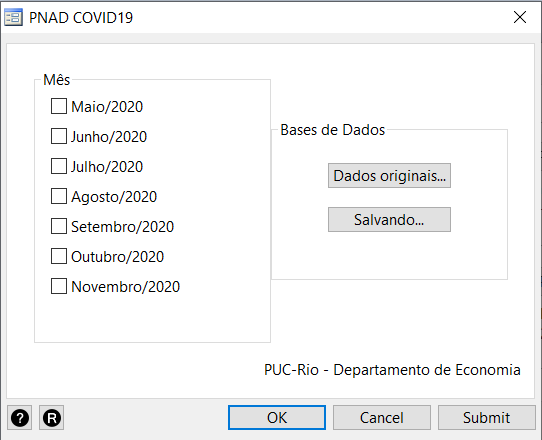 PNAD COVID19
Mês
Maio/2020
Junho/2020
Julho/2020
Agosto/2020
Setembro/2020
Outubro/2020
Novembro/2020
Bases de Dados
Dados originais...
Salvando...
PUC-Rio - Departamento de Economia
? R OK Cancel Submit